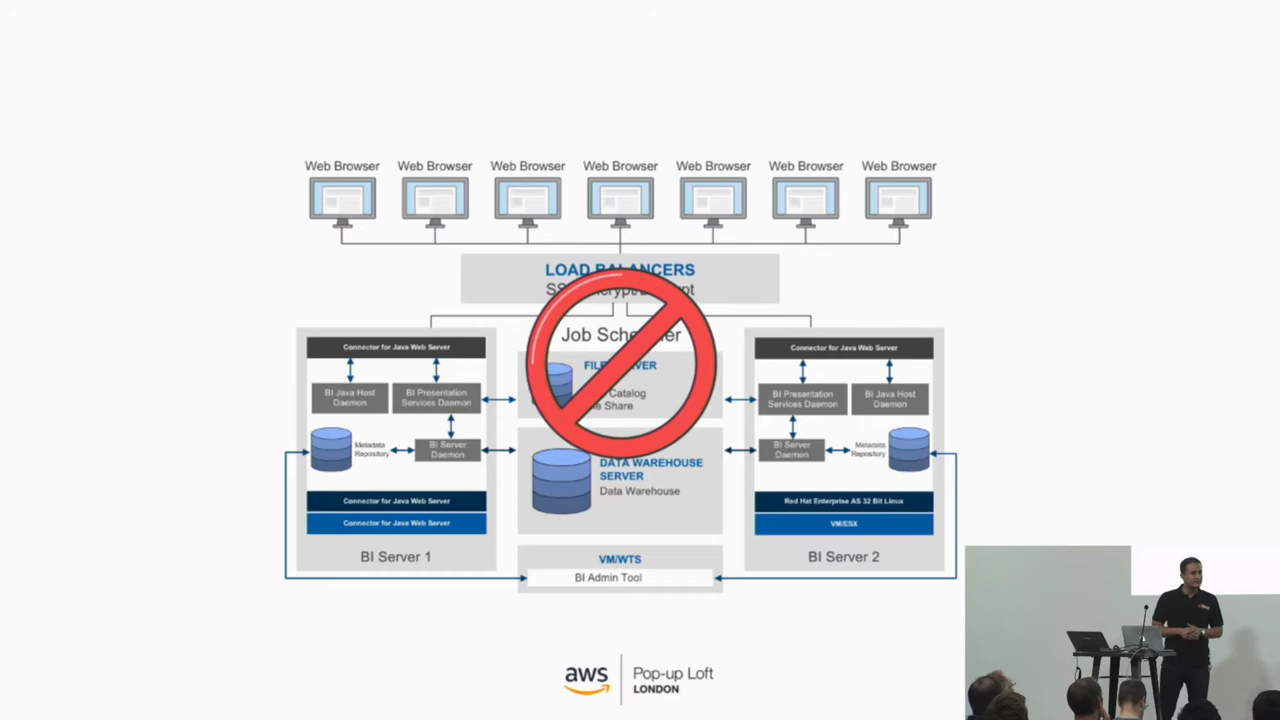 Web Browser
Web Browser
Web Browser
Web Browser
Web Browser
Web Browser
Web Browser
LOAD BALANCERS
Job
Connector for Java Web Server
BI Java Host
Daemon
BI Presentation
Services Daemon
Metadata
Repository
BI Server
Daemon
Connector for Java Web Server
Connector for Java Web Server
BI Server 1
Catalog
Share
DATA WAREHOUSE
SERVER
Data Warehouse
VM/WTS
BI Admin Tool
Connector for Java Web Server
BI Presentation
Services Daemon
BI Java Host
Daemon
BI Server
Daemon
Metadata
Repository
Red Hat Enterprise AS 32 Bit Linux
VM/ESX
BI Server 2
aws
Pop-up Loft
LONDON